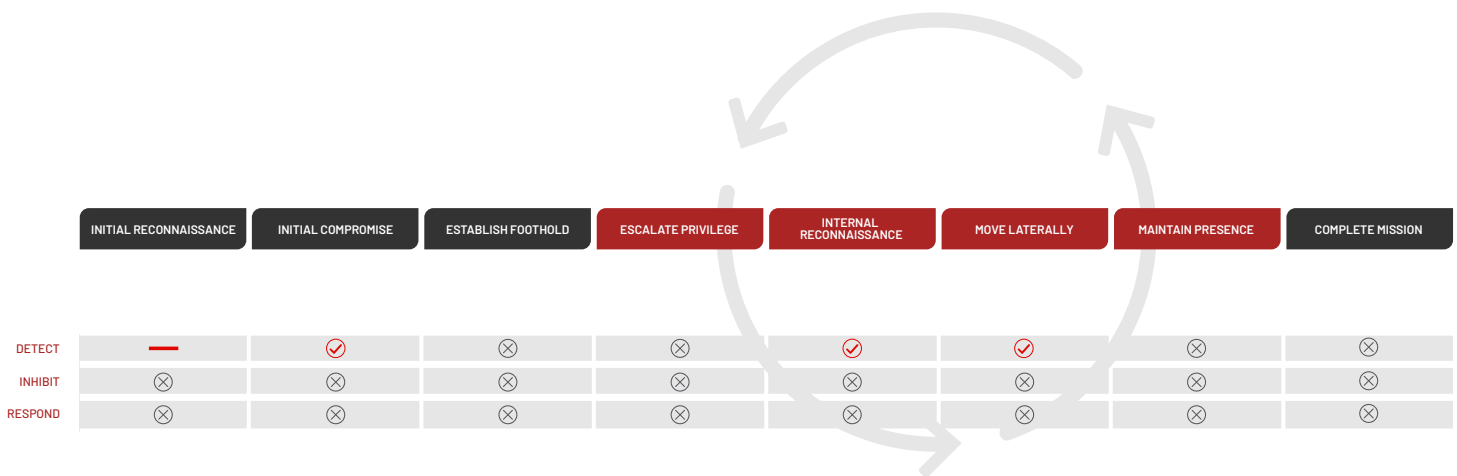 INITIAL RECONNAISSANCE
INITIAL COMPROMISE
ESTABLISH FOOTHOLD
ESCALATE PRIVILEGE
INTERNAL
RECONNAISSANCE
MOVE LATERALLY
MAINTAIN PRESENCE
COMPLETE MISSION
DETECT
INHIBIT
RESPOND